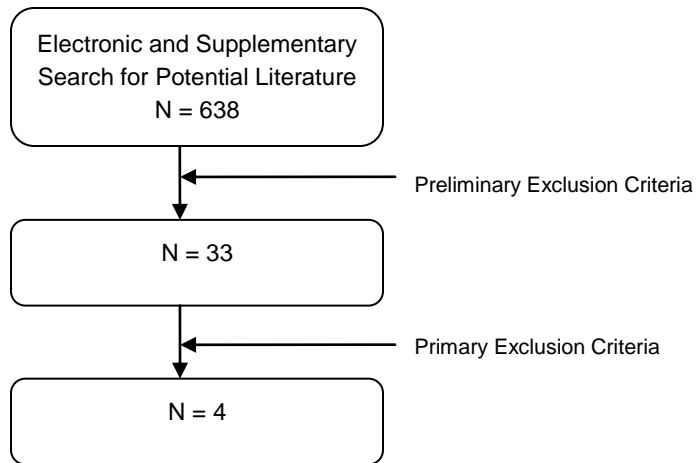 Electronic and Supplementary
Search for Potential Literature
N = 638
Preliminary Exclusion Criteria
N = 33
Primary Exclusion Criteria
N = 4